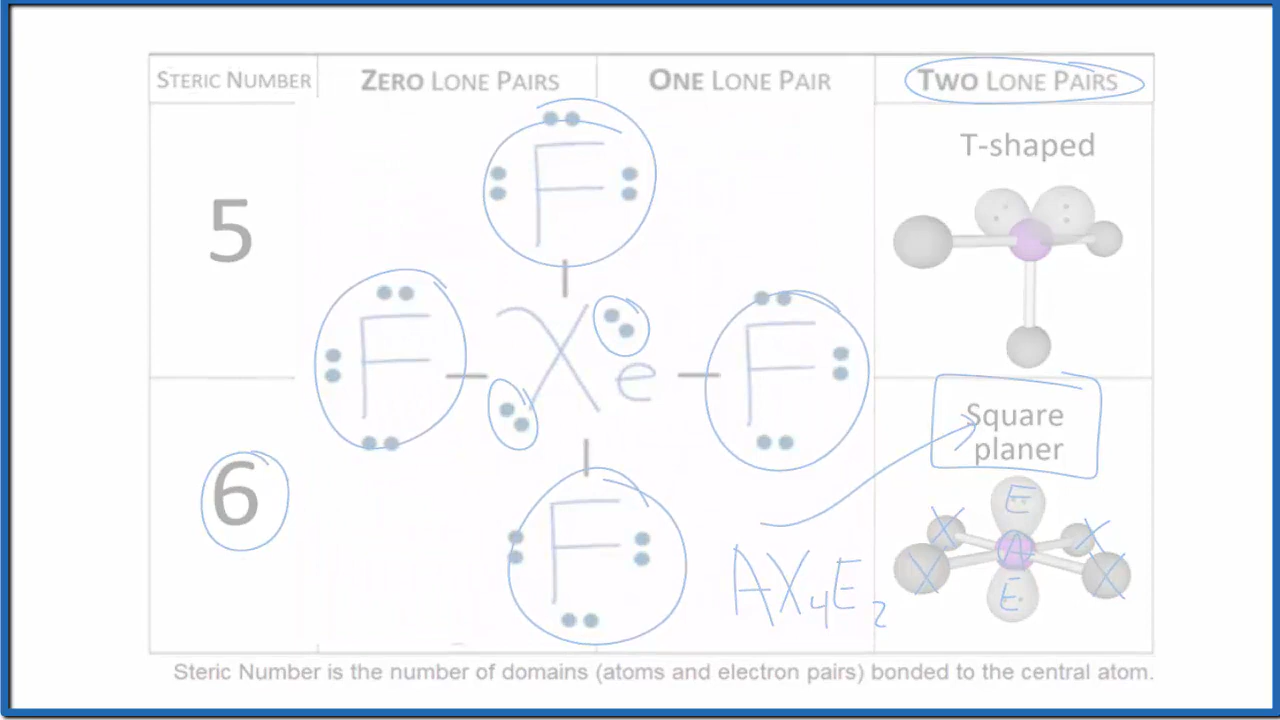 STERIC NUMBER ZERO LONE PAIRS ONE LONE PAIR TWO LONE PAIRS
T-shaped
F
5
F Xe F
Square
planer
6
E
F
X X
A
X X
AX4E2
E
Steric Number is the number of domains (atoms and electron pairs) bonded to the central atom.